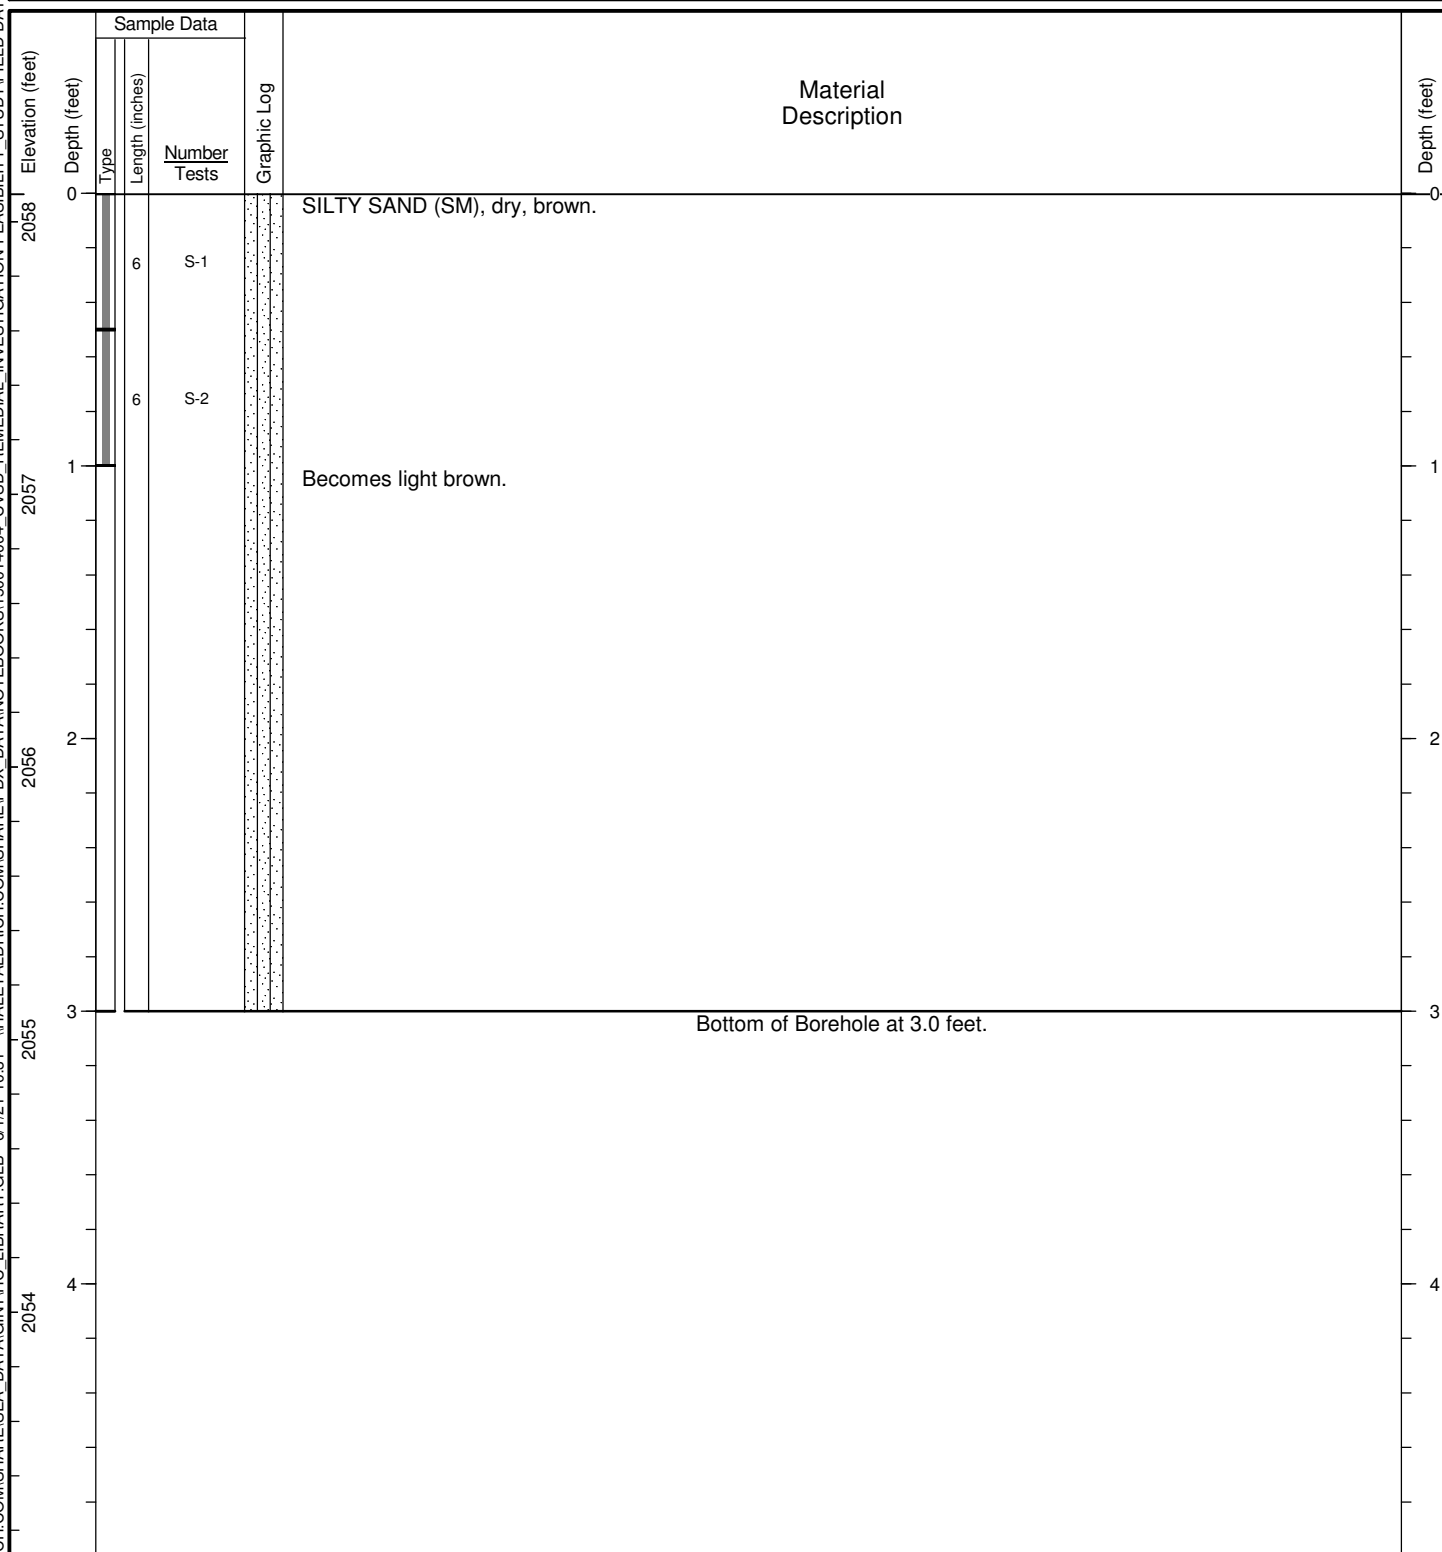 Sample Data
Elevation (feet)
Depth (feet)
Type
Length (inches)
Number
Tests
Graphic Log
Material
Description
Depth (feet)
0
SILTY SAND (SM), dry, brown.
0
2058
6
S-1
6
S-2
1
Becomes light brown.
1
2057
2
2
2056
3
Bottom of Borehole at 3.0 feet.
3
2055
4
4
2054